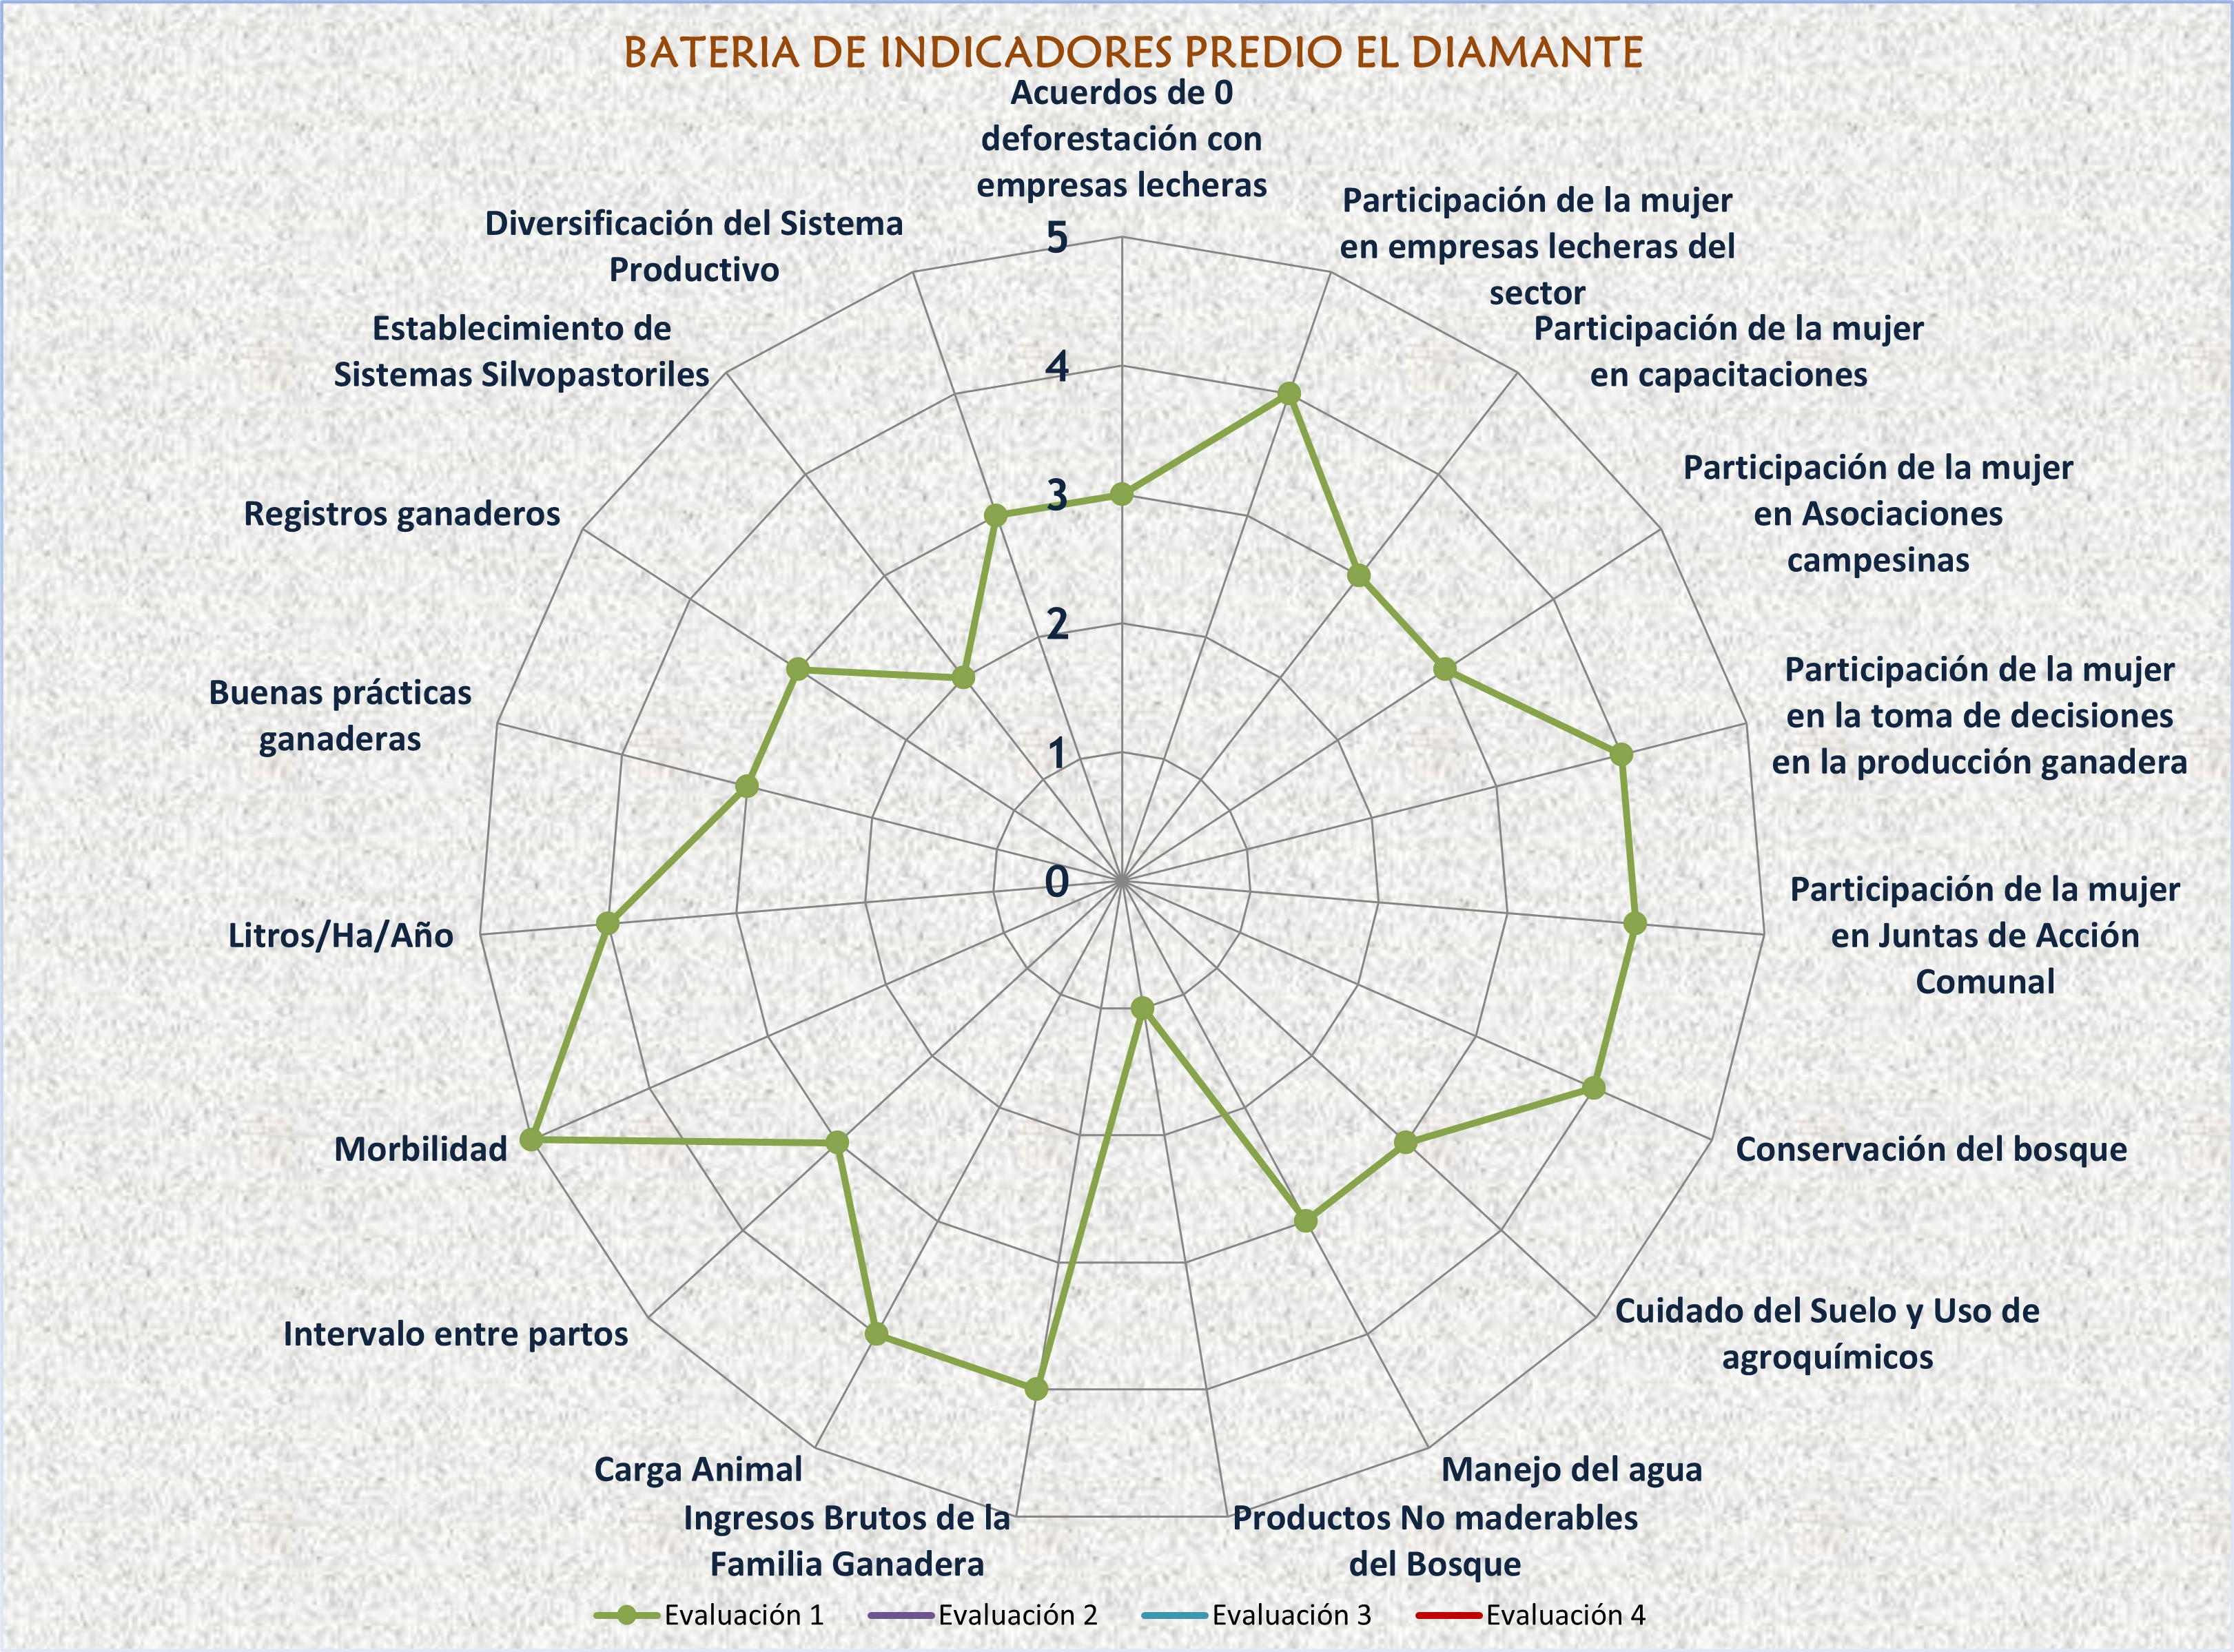 BATERIA DE INDICADORES PREDIO EL DIAMANTE
Acuerdos de 0
deforestación con
empresas lecheras
Participación de la mujer
en empresas lecheras del
sector
Participación de la mujer
en capacitaciones
Participación de la mujer
en Asociaciones
campesinas
Participación de la mujer
en la toma de decisiones
en la producción ganadera
Participación de la mujer
en Juntas de Acción
Comunal
Conservación del bosque
Cuidado del Suelo y Uso de
agroquímicos
Manejo del agua
Productos No maderables
del Bosque
Ingresos Brutos de la
Familia Ganadera
Carga Animal
Intervalo entre partos
Morbilidad
Litros/Ha/Año
Buenas prácticas
ganaderas
Registros ganaderos
Establecimiento de
Sistemas Silvopastoriles
Diversificación del Sistema
Productivo
5
4
3
2
1
0
Evaluación 1
Evaluación 2
Evaluación 3
Evaluación 4